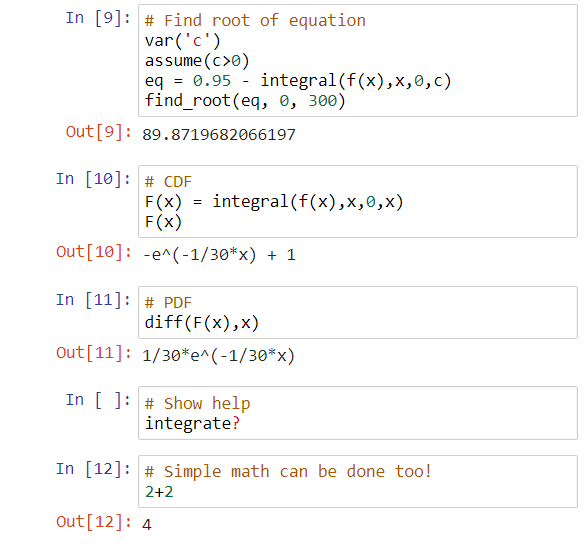 In [9]: # Find root of equation
var('c')
assume(c>0)
eq = 0.95 - integral(f(x),x,0,c)
find_root(eq, 0, 300)
Out[9]: 89.8719682066197
In [10]: # CDF
F(x) = integral(f(x),x,0,x)
F(x)
Out[10]: -e^(-1/30*x) + 1
In [11]: # PDF
diff(F(x),x)
Out[11]: 1/30*e^(-1/30*x)
In [ ]: # Show help
integrate?
In [12]: # Simple math can be done too!
2+2
Out[12]: 4